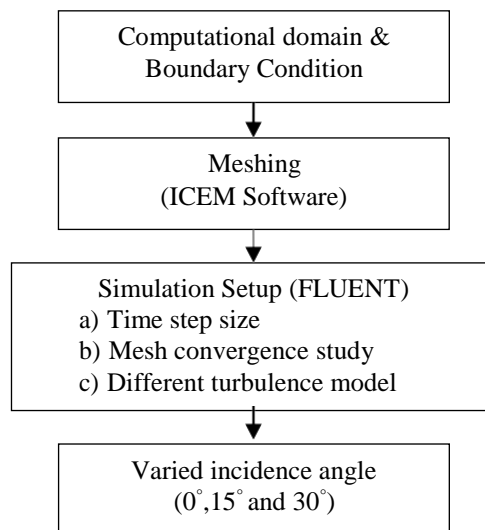 Computational domain &
Boundary Condition
Meshing
(ICEM Software)
Simulation Setup (FLUENT)
a) Time step size
b) Mesh convergence study
c) Different turbulence model
Varied incidence angle
(0°,15° and 30°)